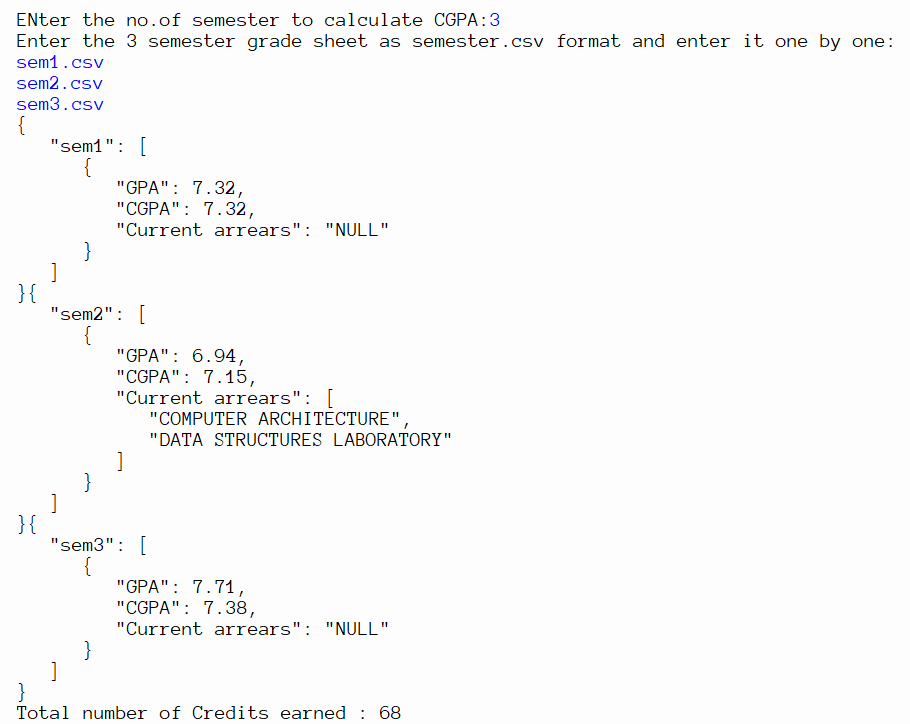 ENter the no.of semester to calculate CGPA:3
Enter the 3 semester grade sheet as semester.csv format and enter it one by one:
sem1.csv
sem2.csv
sem3.csv
{
   "sem1": [
      {
         "GPA": 7.32,
         "CGPA": 7.32,
         "Current arrears": "NULL"
      }
   ]
}{
   "sem2": [
      {
         "GPA": 6.94,
         "CGPA": 7.15,
         "Current arrears": [
            "COMPUTER ARCHITECTURE",
            "DATA STRUCTURES LABORATORY"
         ]
      }
   ]
}{
   "sem3": [
      {
         "GPA": 7.71,
         "CGPA": 7.38,
         "Current arrears": "NULL"
      }
   ]
}
Total number of Credits earned : 68